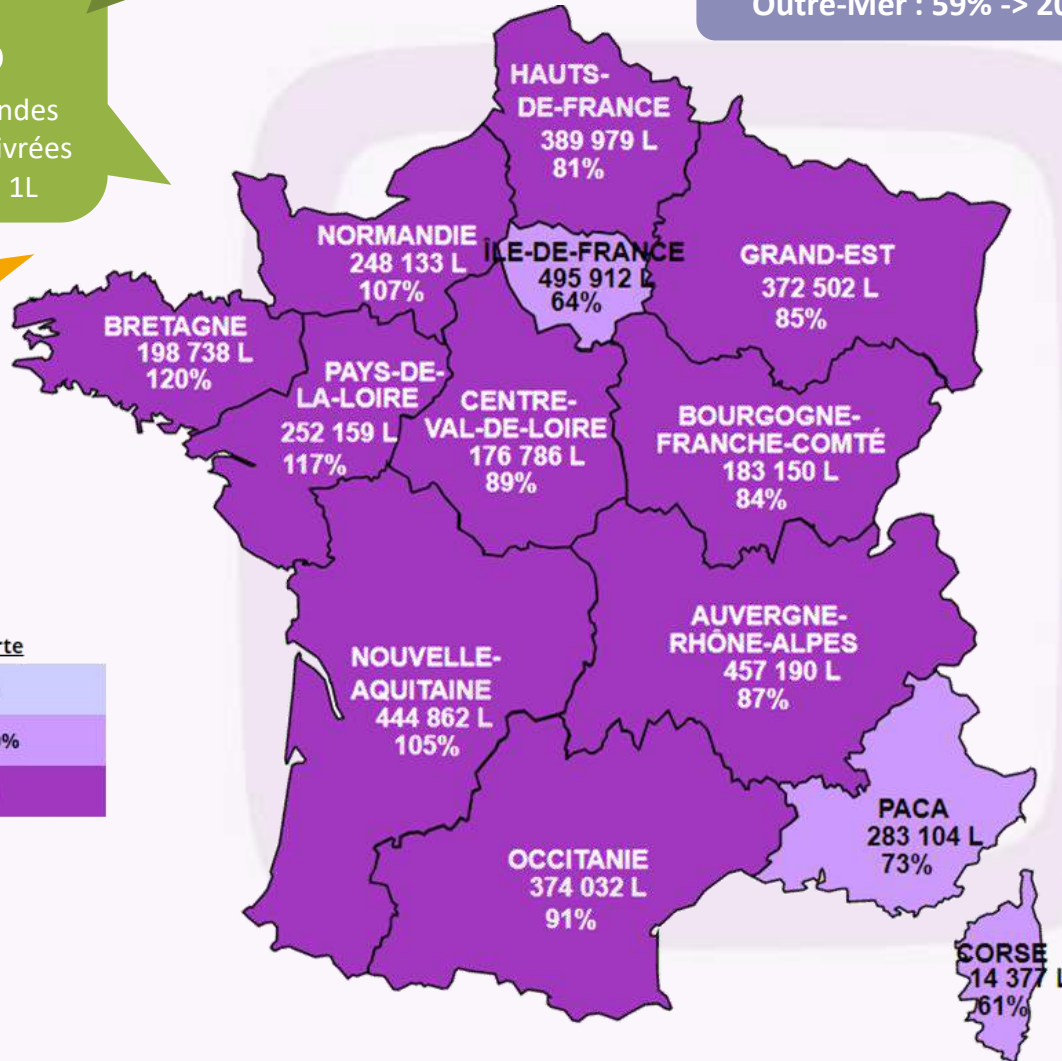 Outre-Mer : 59% -> 20
1L
HAUTS-
DE-FRANCE
389 979 L
81%
NORMANDIE
248 133 L
107%
ÎLE-DE-FRANCE
495 912 L
64%
GRAND-EST
372 502 L
85%
BRETAGNE
198 738 L
120%
PAYS-DE-
LA-LOIRE
252 159 L
117%
CENTRE-
VAL-DE-LOIRE
176 786 L
89%
BOURGOGNE-
FRANCHE-COMTÉ
183 150 L
84%
NOUVELLE-
AQUITAINE
444 862 L
105%
AUVERGNE-
RHÔNE-ALPES
457 190 L
87%
OCCITANIE
374 032 L
91%
PACA
283 104 L
73%
CORSE
14 377 L
61%